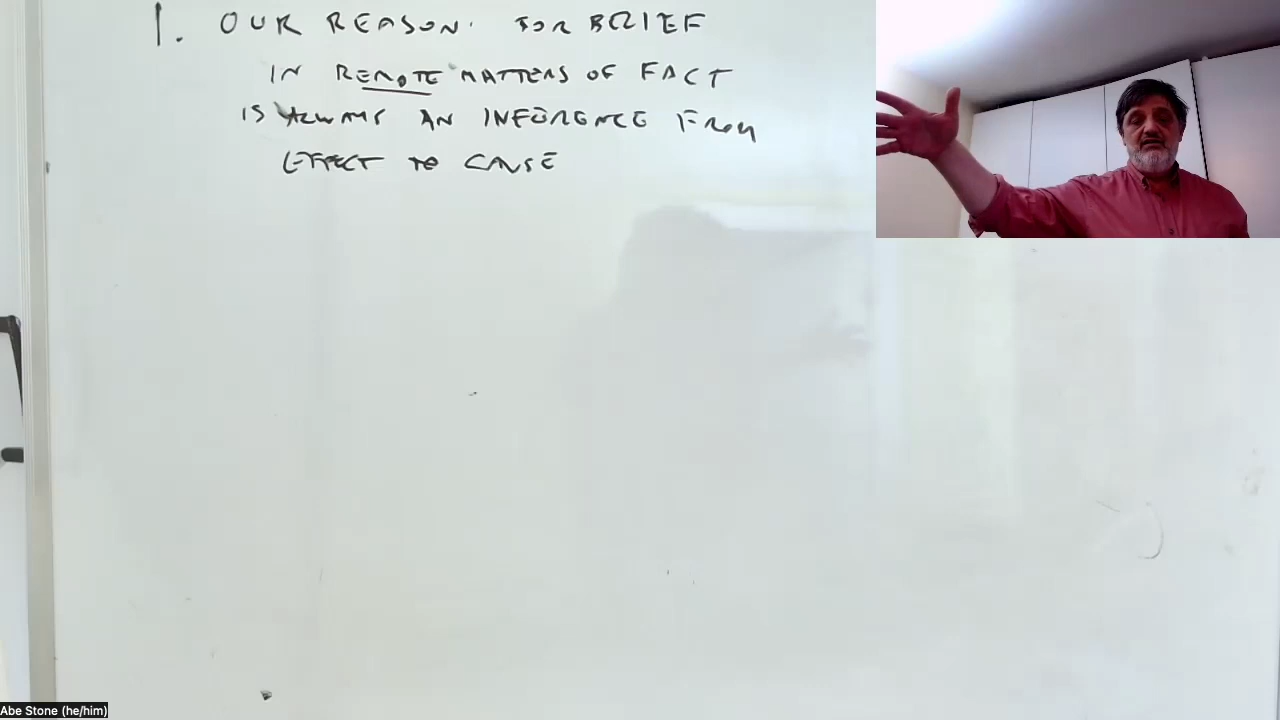 1. OUR REASON FOR BELIEF
IN REMOTE MATTERS OF FACT
IS ALWAYS AN INFERENCE FROM
EFFECT TO CAUSE
Abe Stone (he/him)